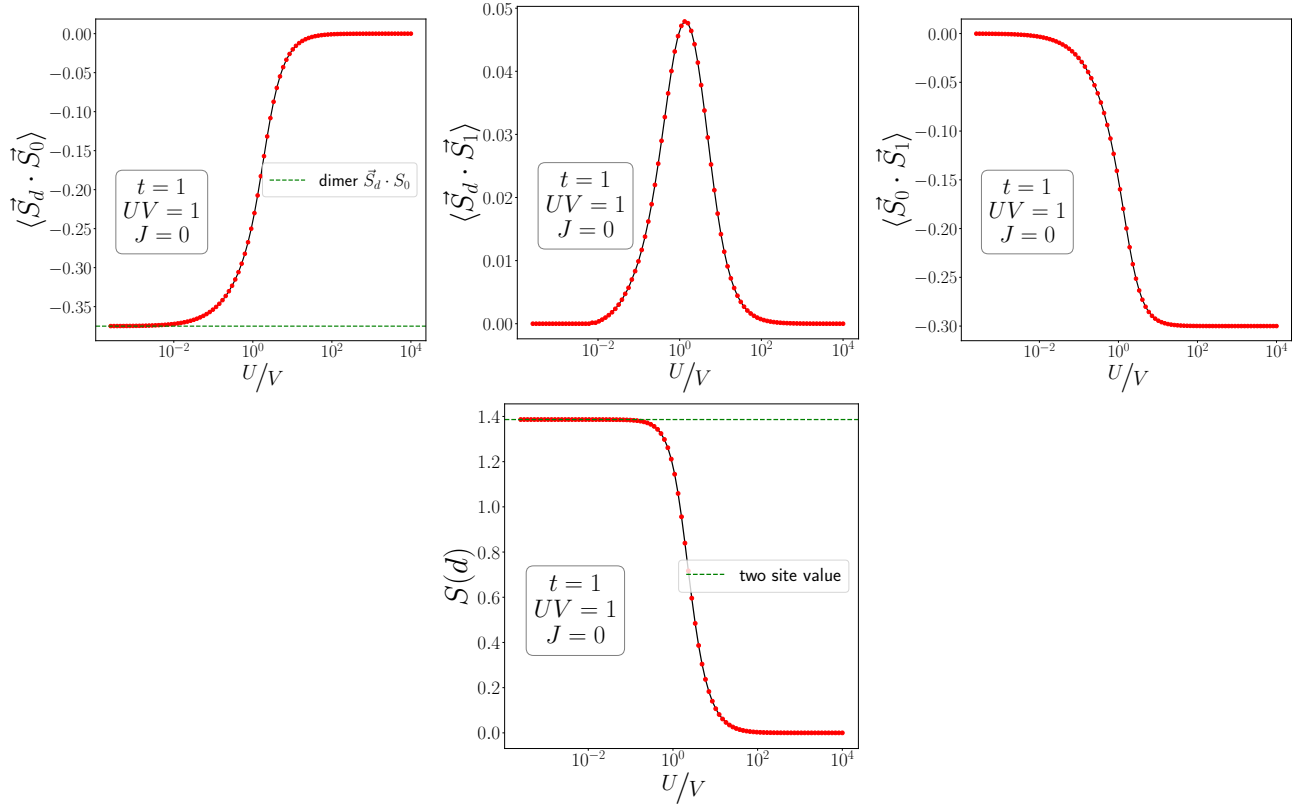 0.00
−0.05
−0.10
−0.15
−0.20
−0.25
−0.30
−0.35
⟨S⃗_d · S⃗_0⟩
t = 1
UV = 1
J = 0
dimer S⃗_d · S_0
10^−2 10^0 10^2 10^4
U/V
0.05
0.04
0.03
0.02
0.01
0.00
⟨S⃗_d · S⃗_1⟩
t = 1
UV = 1
J = 0
10^−2 10^0 10^2 10^4
U/V
0.00
−0.05
−0.10
−0.15
−0.20
−0.25
−0.30
⟨S⃗_0 · S⃗_1⟩
t = 1
UV = 1
J = 0
10^−2 10^0 10^2 10^4
U/V
1.4
1.2
1.0
0.8
0.6
0.4
0.2
0.0
S(d)
t = 1
UV = 1
J = 0
two site value
10^−2 10^0 10^2 10^4
U/V